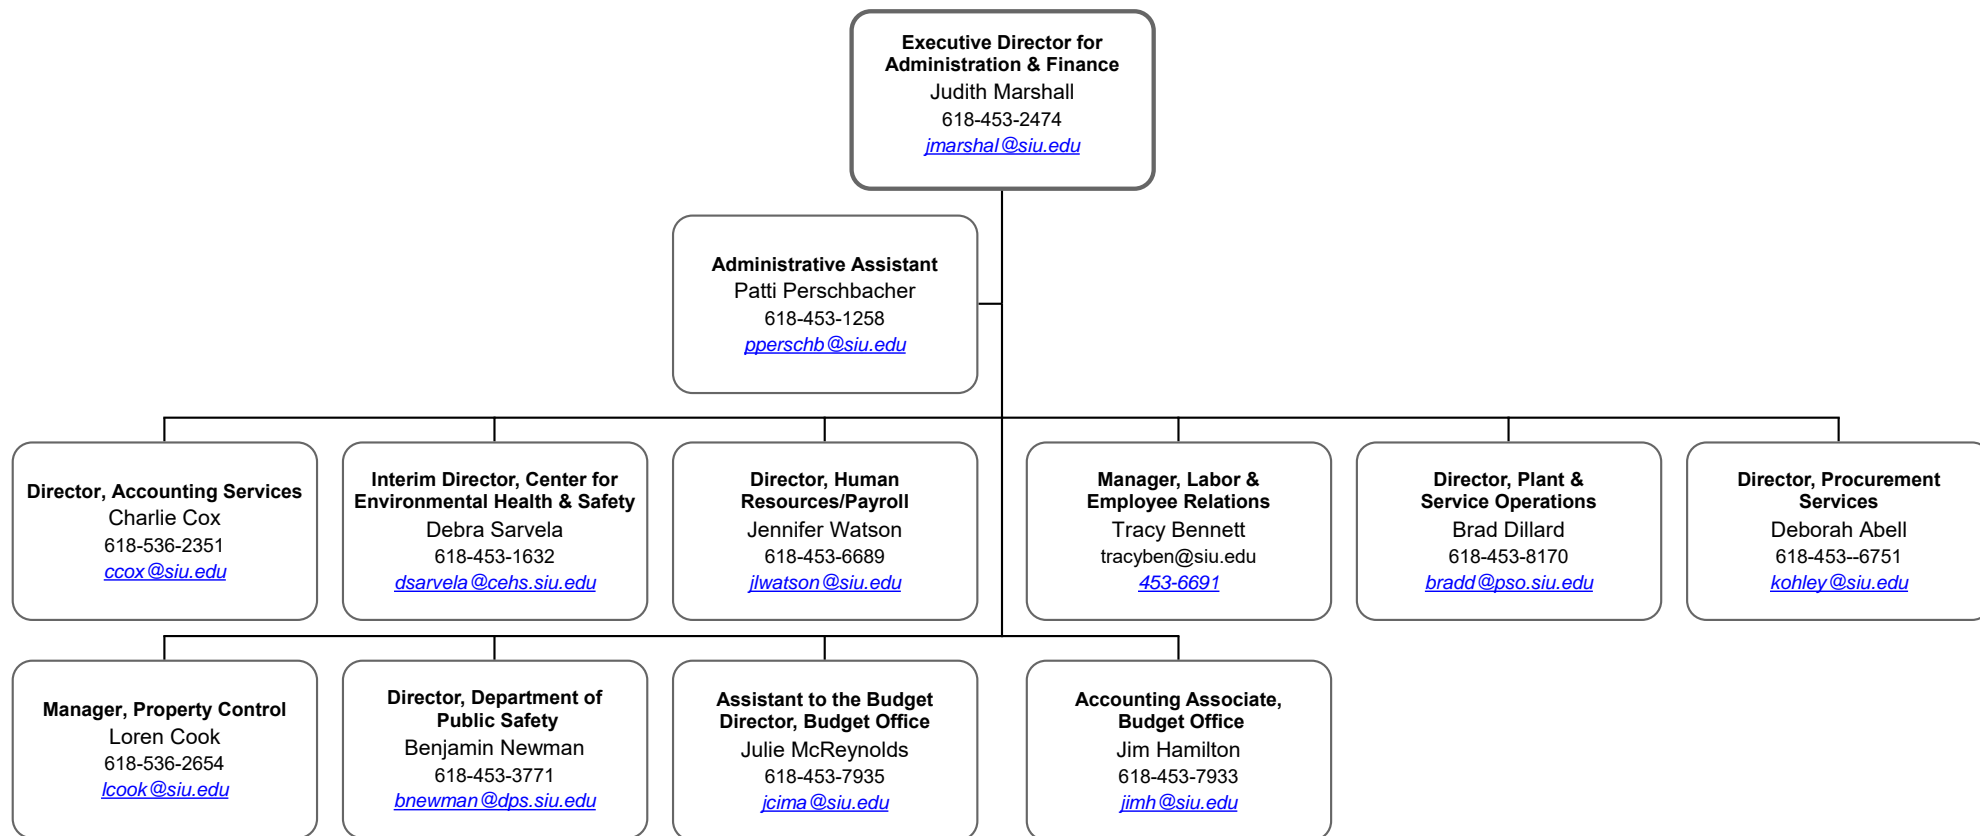 Executive Director for
Administration & Finance
Judith Marshall
618-453-2474
jmarshal@siu.edu
Administrative Assistant
Patti Perschbacher
618-453-1258
pperschb@siu.edu
Director, Accounting Services
Charlie Cox
618-536-2351
ccox@siu.edu
Interim Director, Center for
Environmental Health & Safety
Debra Sarvela
618-453-1632
dsarvela@cehs.siu.edu
Director, Human
Resources/Payroll
Jennifer Watson
618-453-6689
jlwatson@siu.edu
Manager, Labor &
Employee Relations
Tracy Bennett
tracyben@siu.edu
453-6691
Director, Plant &
Service Operations
Brad Dillard
618-453-8170
bradd@pso.siu.edu
Director, Procurement
Services
Deborah Abell
618-453--6751
kohley@siu.edu
Manager, Property Control
Loren Cook
618-536-2654
lcook@siu.edu
Director, Department of
Public Safety
Benjamin Newman
618-453-3771
bnewman@dps.siu.edu
Assistant to the Budget
Director, Budget Office
Julie McReynolds
618-453-7935
jcima@siu.edu
Accounting Associate,
Budget Office
Jim Hamilton
618-453-7933
jimh@siu.edu